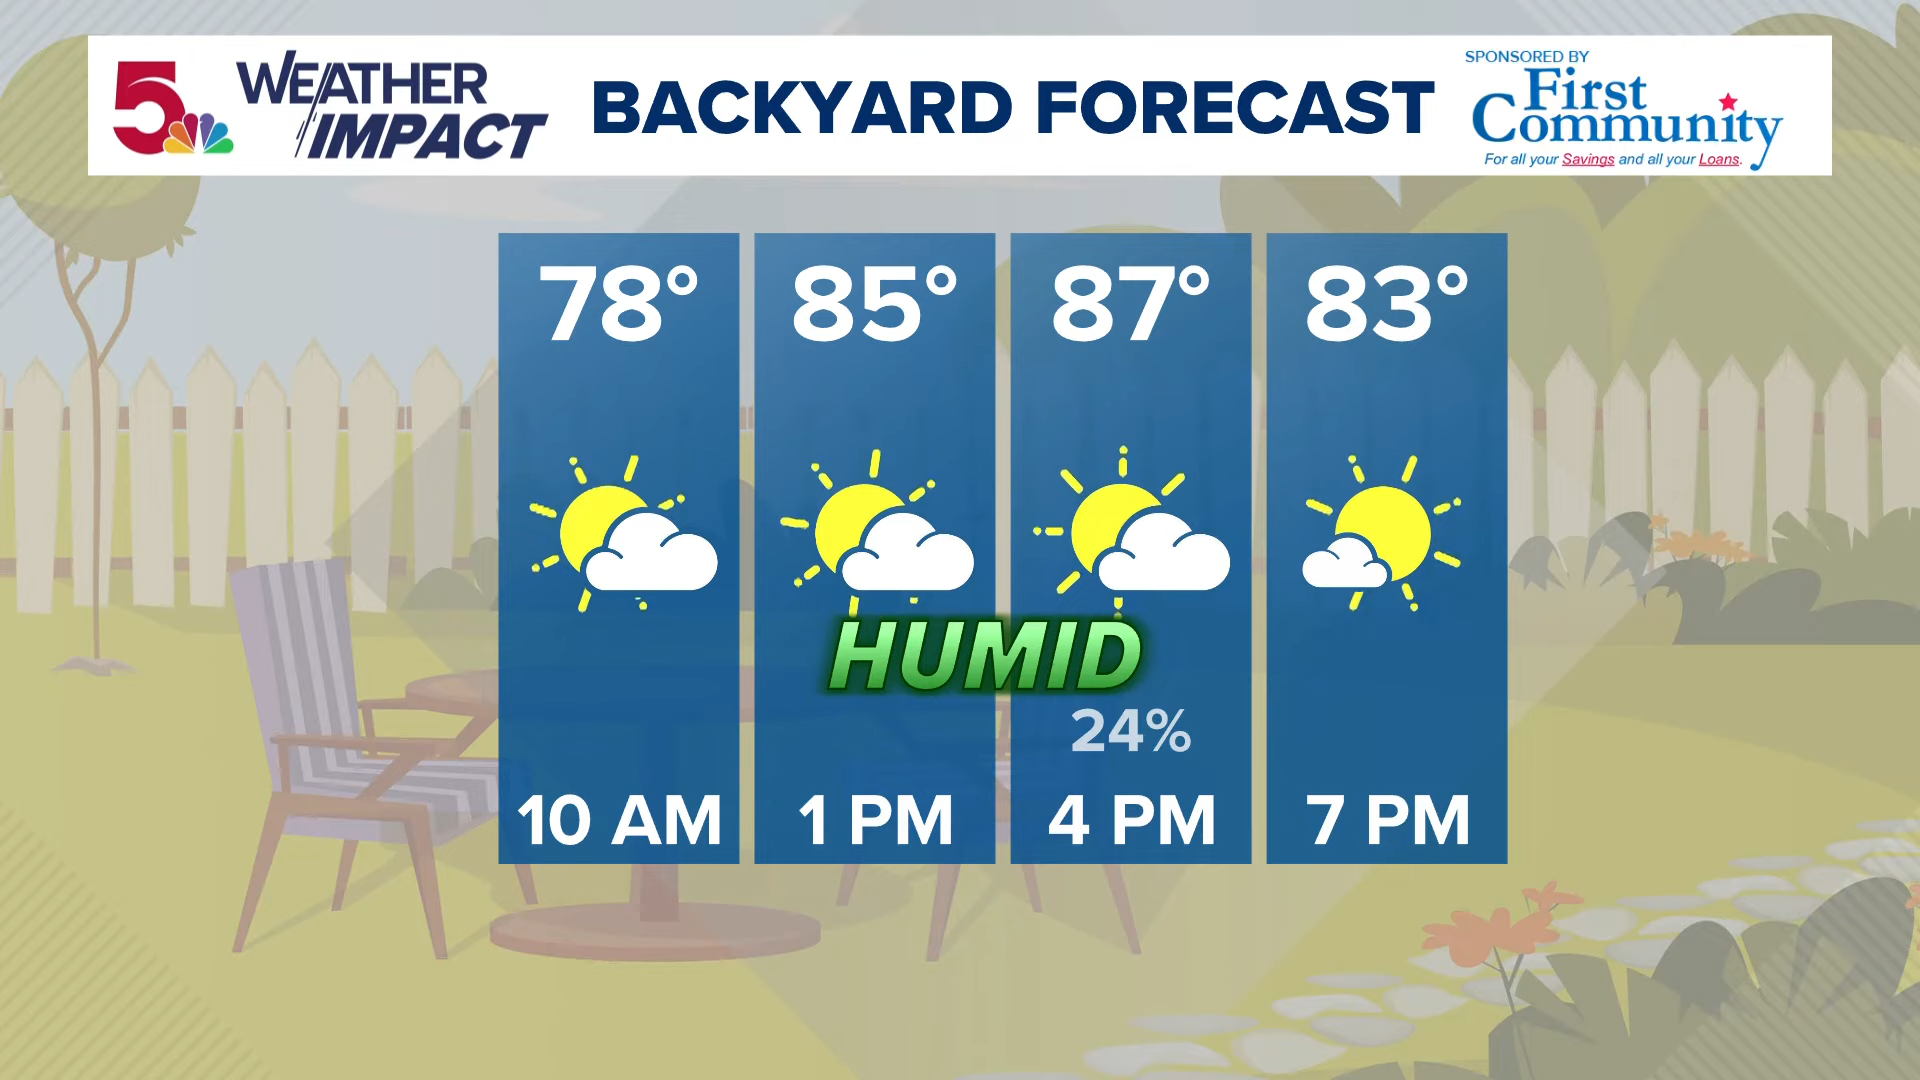 5 WEATHER IMPACT
BACKYARD FORECAST
SPONSORED BY
First
Community
For all your Savings and all your Loans.
78° 85° 87° 83°
HUMID
24%
10 AM 1 PM 4 PM 7 PM